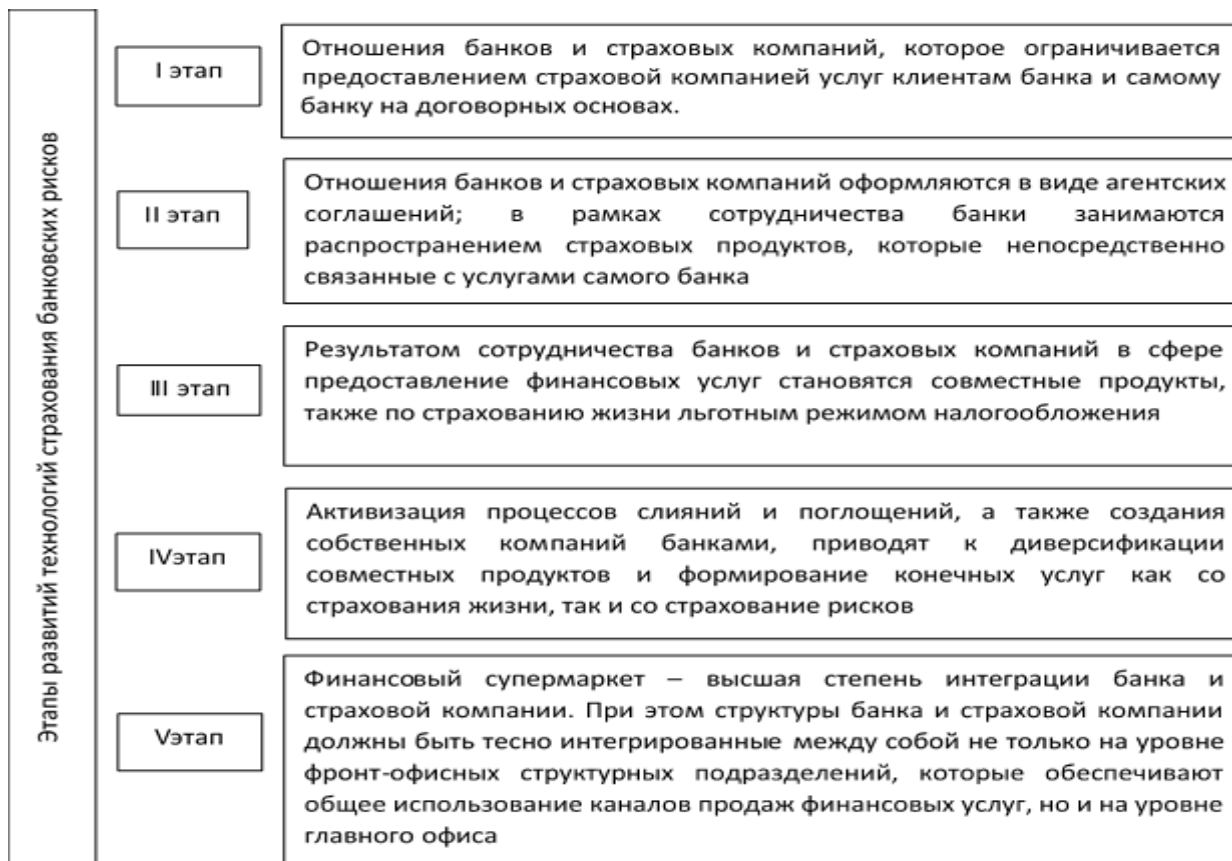 Этапы развитий технологий страхования банковских рисков
I этап
Отношения банков и страховых компаний, которое ограничивается
предоставлением страховой компанией услуг клиентам банка и самому
банку на договорных основах.
II этап
Отношения банков и страховых компаний оформляются в виде агентских
соглашений; в рамках сотрудничества банки занимаются
распространением страховых продуктов, которые непосредственно
связанные с услугами самого банка
III этап
Результатом сотрудничества банков и страховых компаний в сфере
предоставление финансовых услуг становятся совместные продукты,
также по страхованию жизни льготным режимом налогообложения
IVэтап
Активизация процессов слияний и поглощений, а также создания
собственных компаний банками, приводят к диверсификации
совместных продуктов и формирование конечных услуг как со
страхования жизни, так и со страхование рисков
Vэтап
Финансовый супермаркет – высшая степень интеграции банка и
страховой компании. При этом структуры банка и страховой компании
должны быть тесно интегрированные между собой не только на уровне
фронт-офисных структурных подразделений, которые обеспечивают
общее использование каналов продаж финансовых услуг, но и на уровне
главного офиса